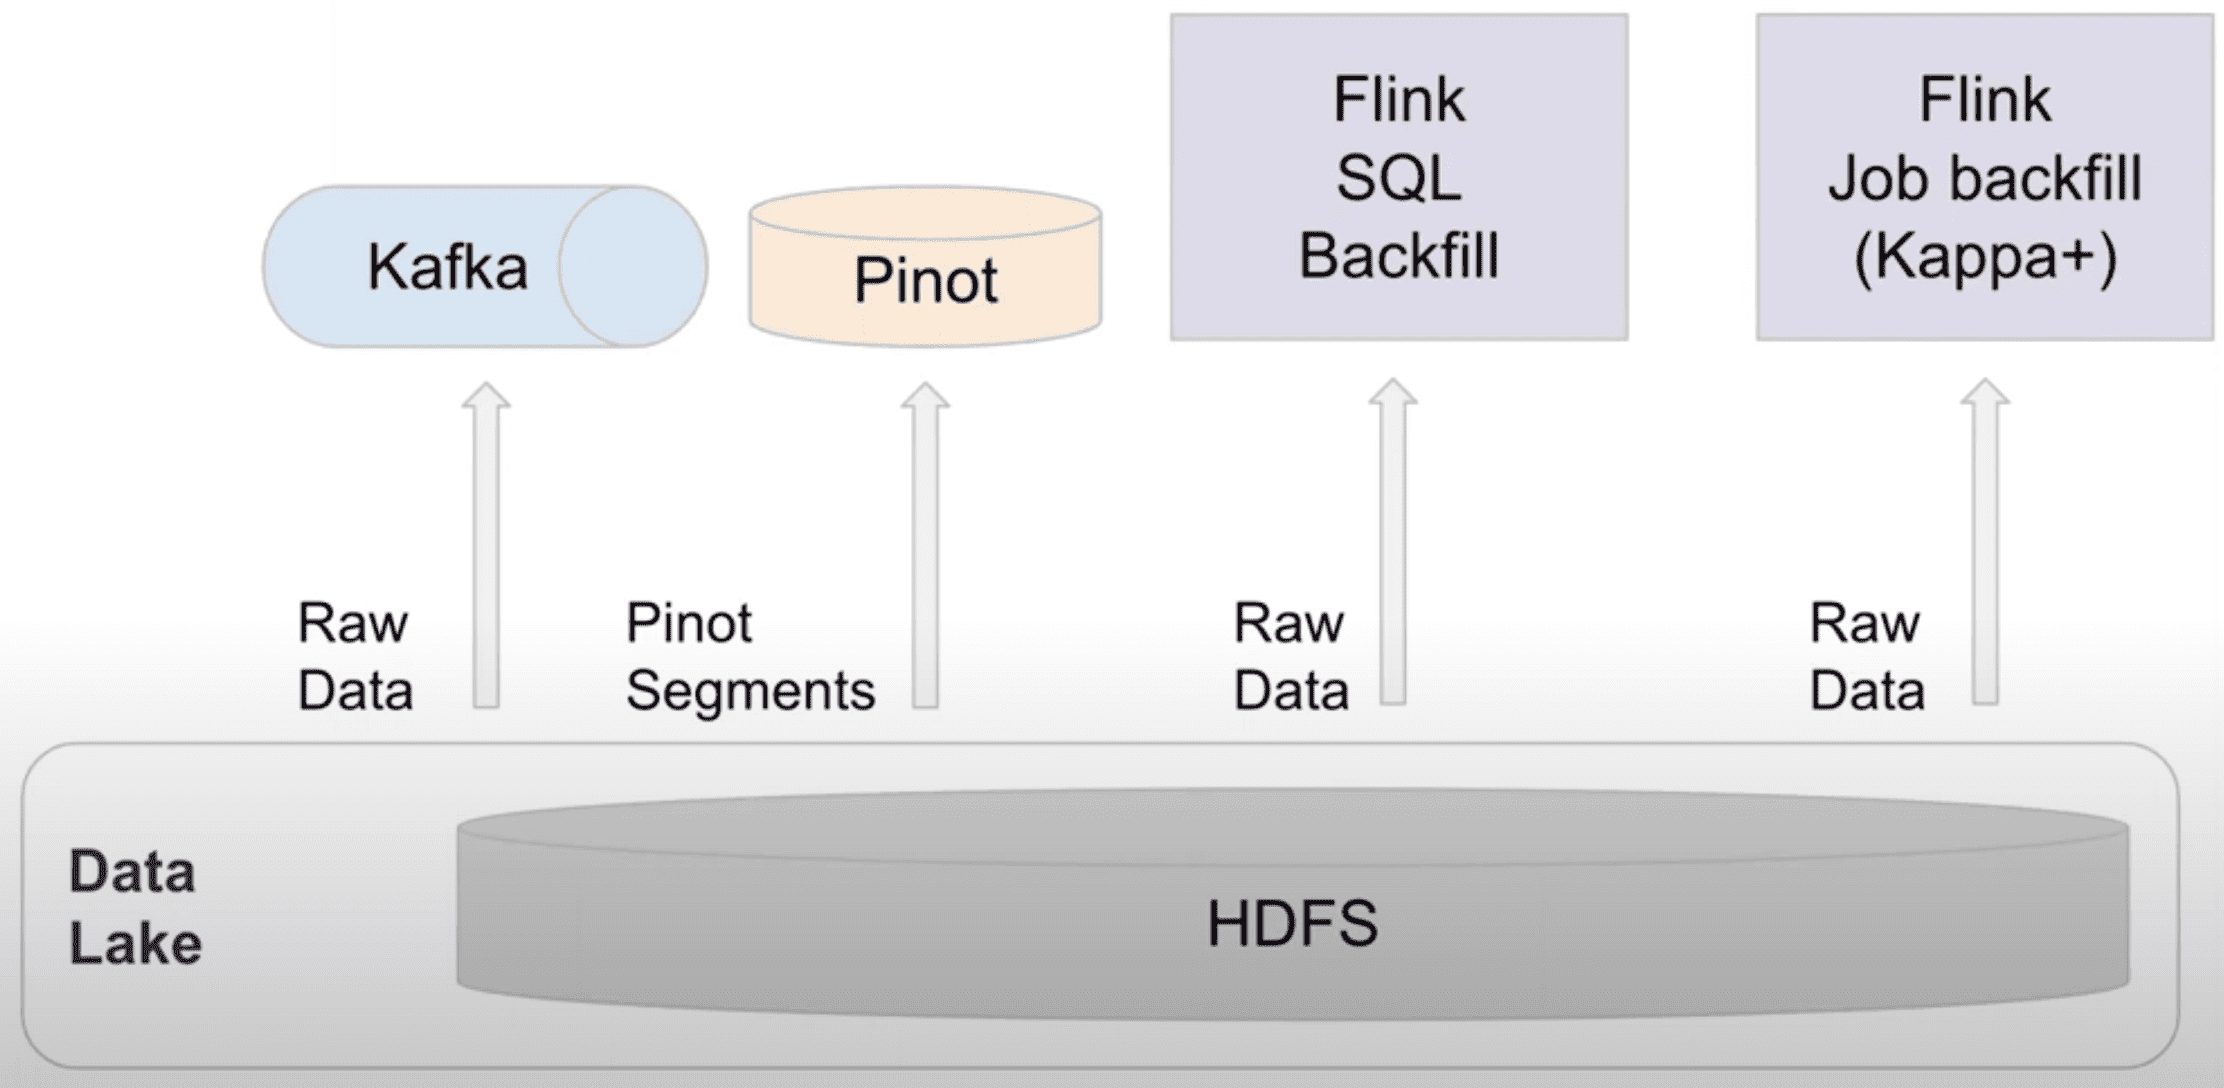 Kafka
Pinot
Flink
SQL
Backfill
Flink
Job backfill
(Kappa+)
Raw
Data
Pinot
Segments
Raw
Data
Raw
Data
Data
Lake
HDFS